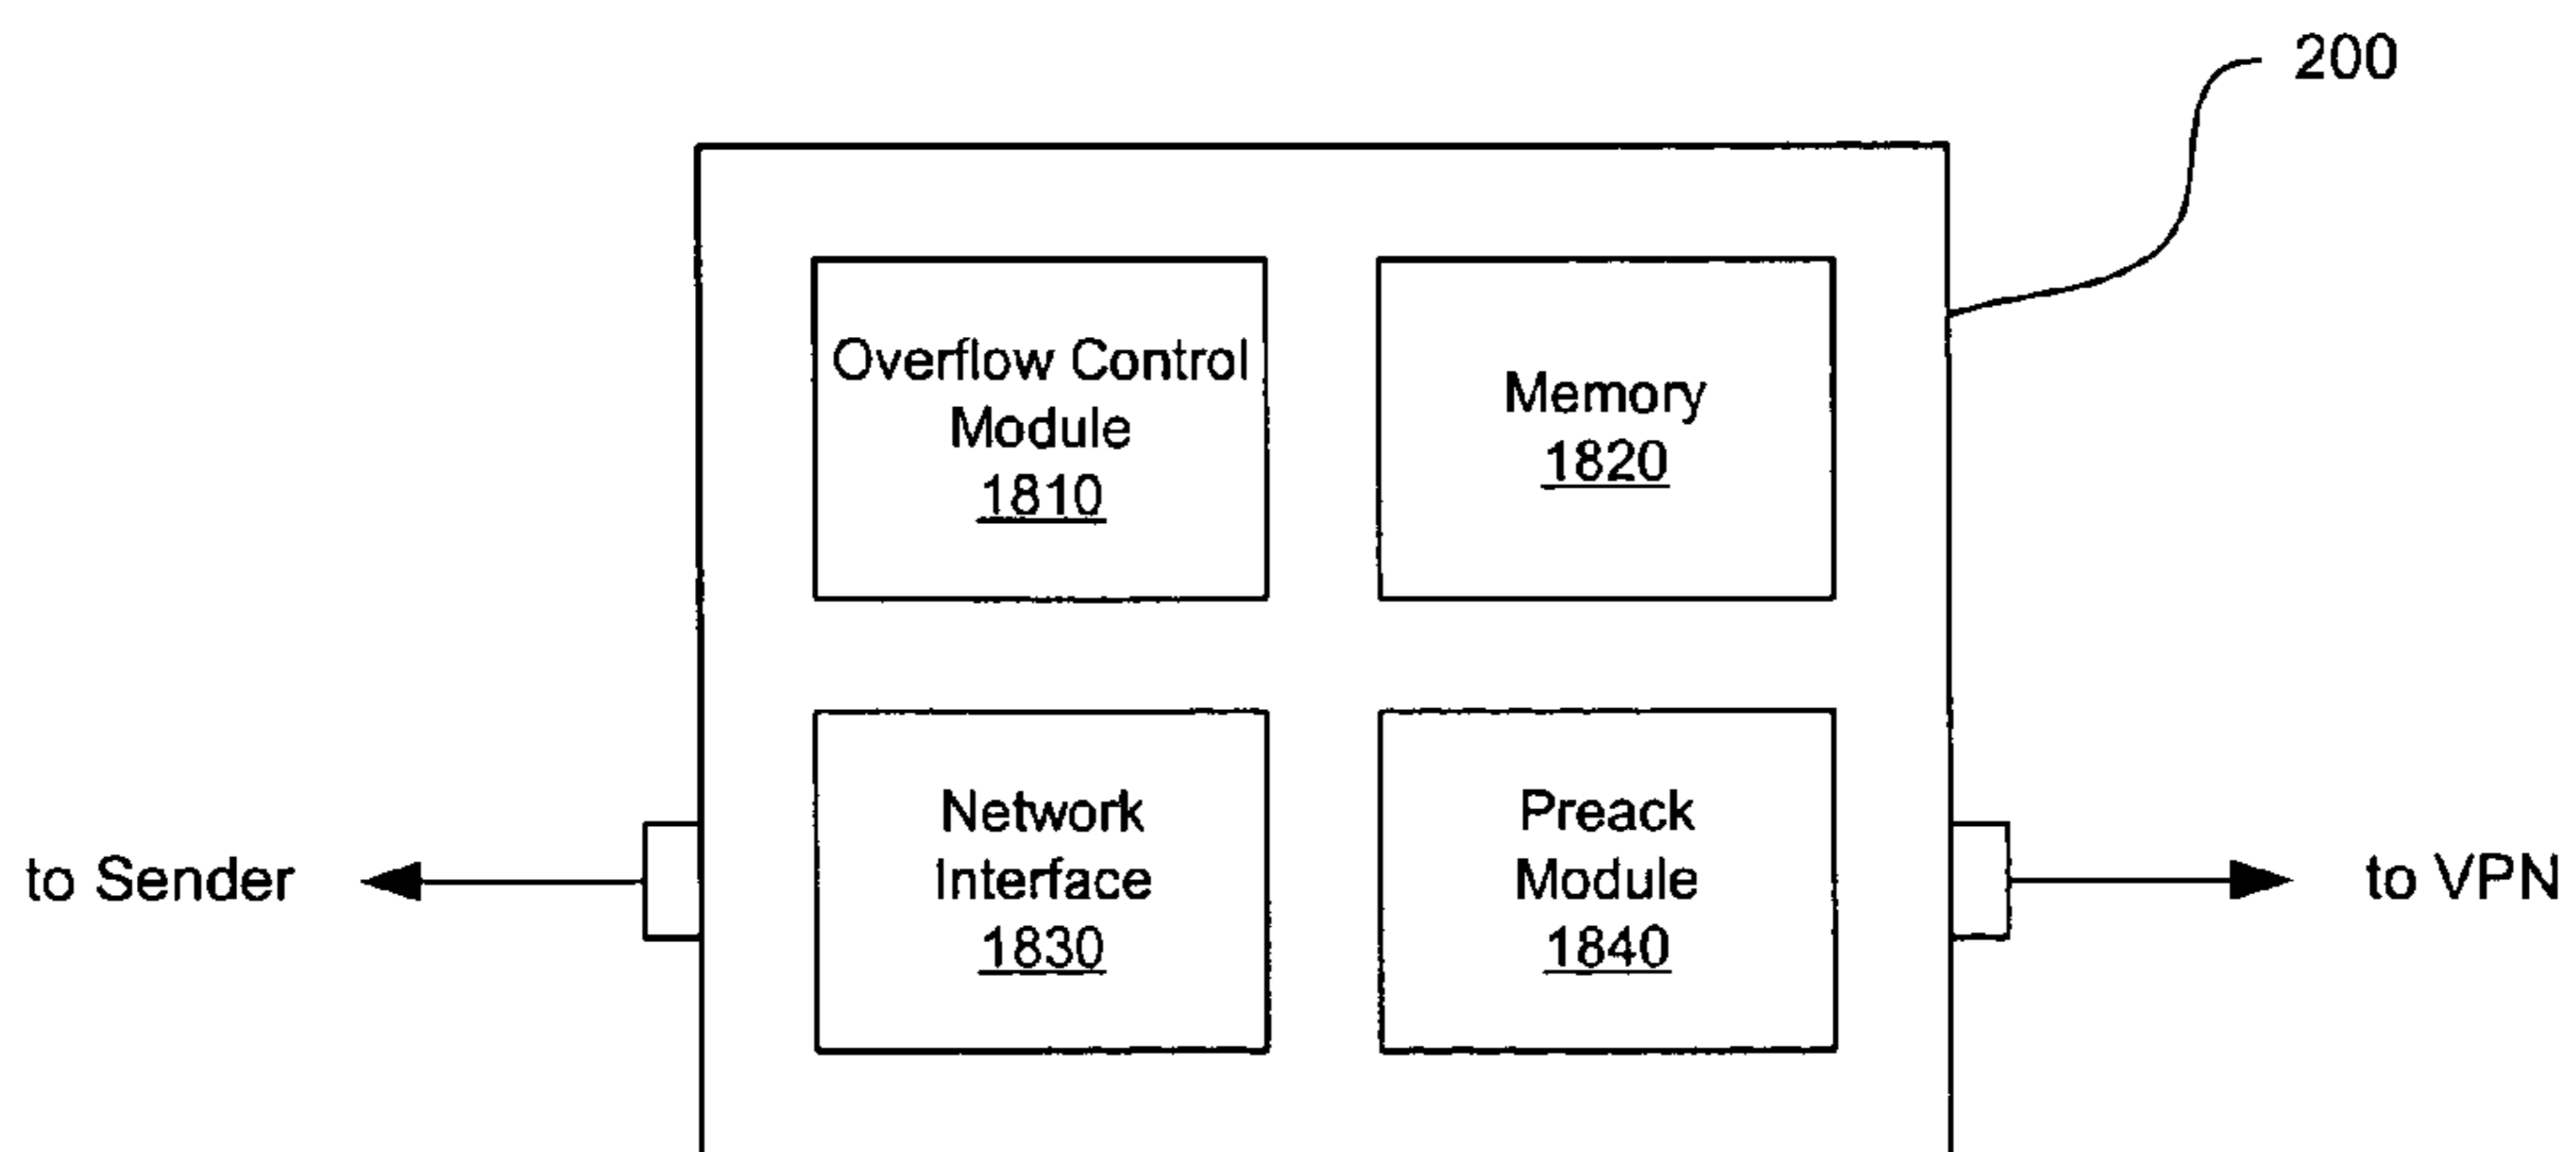 200
Overflow Control
Module
1810
Memory
1820
Network
Interface
1830
Preack
Module
1840
to Sender
to VPN